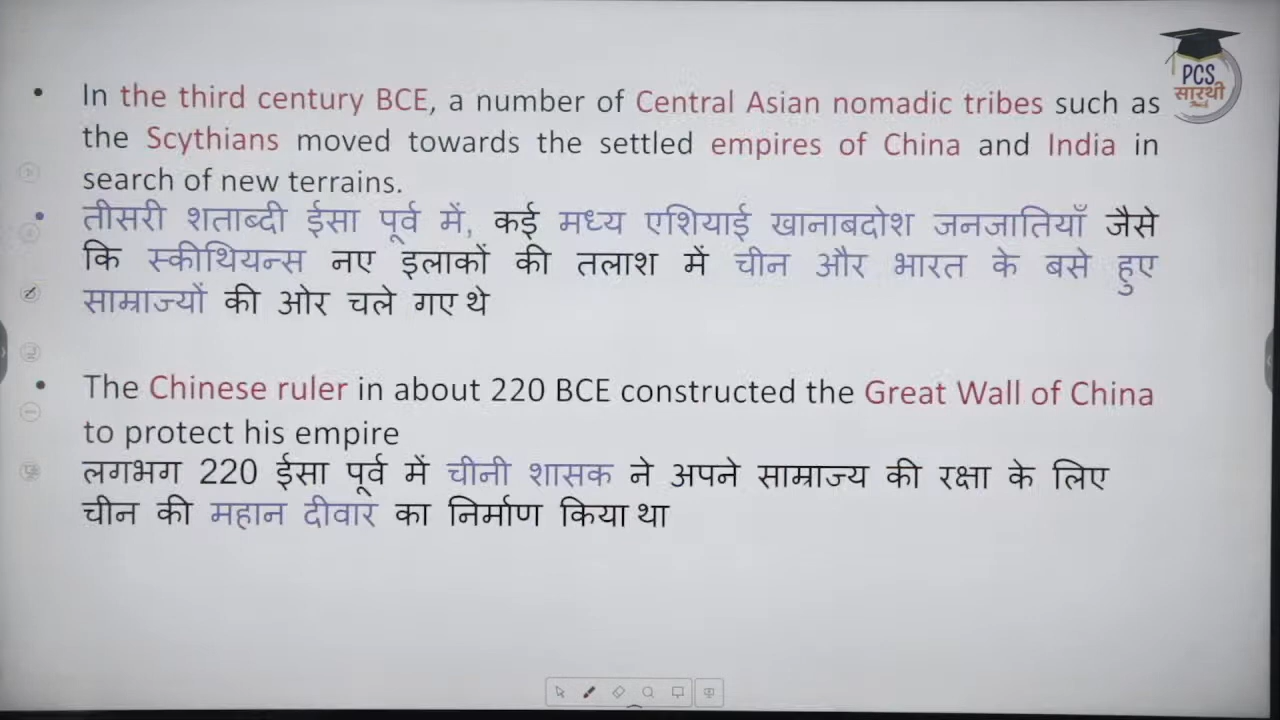 PCS
सारथी
In the third century BCE, a number of Central Asian nomadic tribes such as
the Scythians moved towards the settled empires of China and India in
search of new terrains.
तीसरी शताब्दी ईसा पूर्व में, कई मध्य एशियाई खानाबदोश जनजातियाँ जैसे
कि स्कीथियन्स नए इलाकों की तलाश में चीन और भारत के बसे हुए
साम्राज्यों की ओर चले गए थे
The Chinese ruler in about 220 BCE constructed the Great Wall of China
to protect his empire
लगभग 220 ईसा पूर्व में चीनी शासक ने अपने साम्राज्य की रक्षा के लिए
चीन की महान दीवार का निर्माण किया था